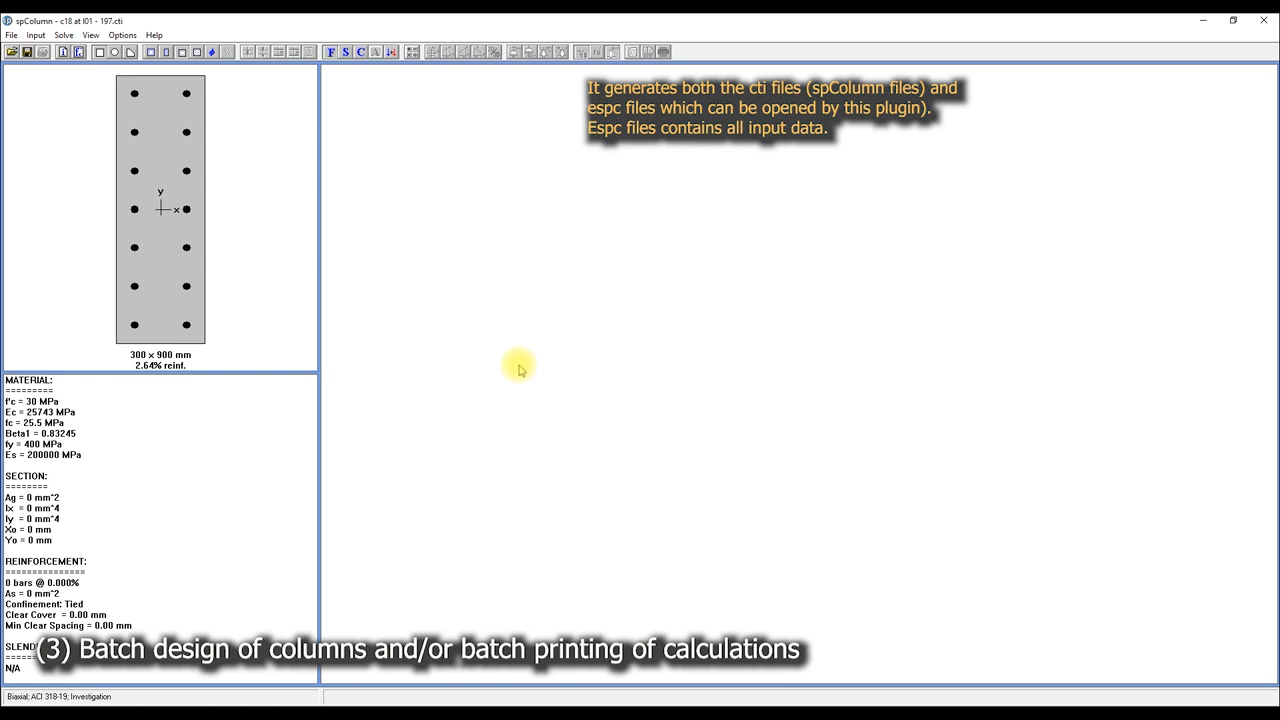 spColumn - c18 at l01 - 197.cti
File Input Solve View Options Help
F S C A
It generates both the cti files (spColumn files) and
espc files which can be opened by this plugin).
Espc files contains all input data.
y
x
300 x 900 mm
2.64% reinf.
MATERIAL:
=========
f'c = 30 MPa
Ec = 25743 MPa
fc = 25.5 MPa
Beta1 = 0.83245
fy = 400 MPa
Es = 200000 MPa
SECTION:
========
Ag = 0 mm^2
Ix = 0 mm^4
Iy = 0 mm^4
Xo = 0 mm
Yo = 0 mm
REINFORCEMENT:
===============
0 bars @ 0.000%
As = 0 mm^2
Confinement: Tied
Clear Cover = 0.00 mm
Min Clear Spacing = 0.00 mm
SLEND
(3) Batch design of columns and/or batch printing of calculations
N/A
Biaxial; ACI 318-19; Investigation